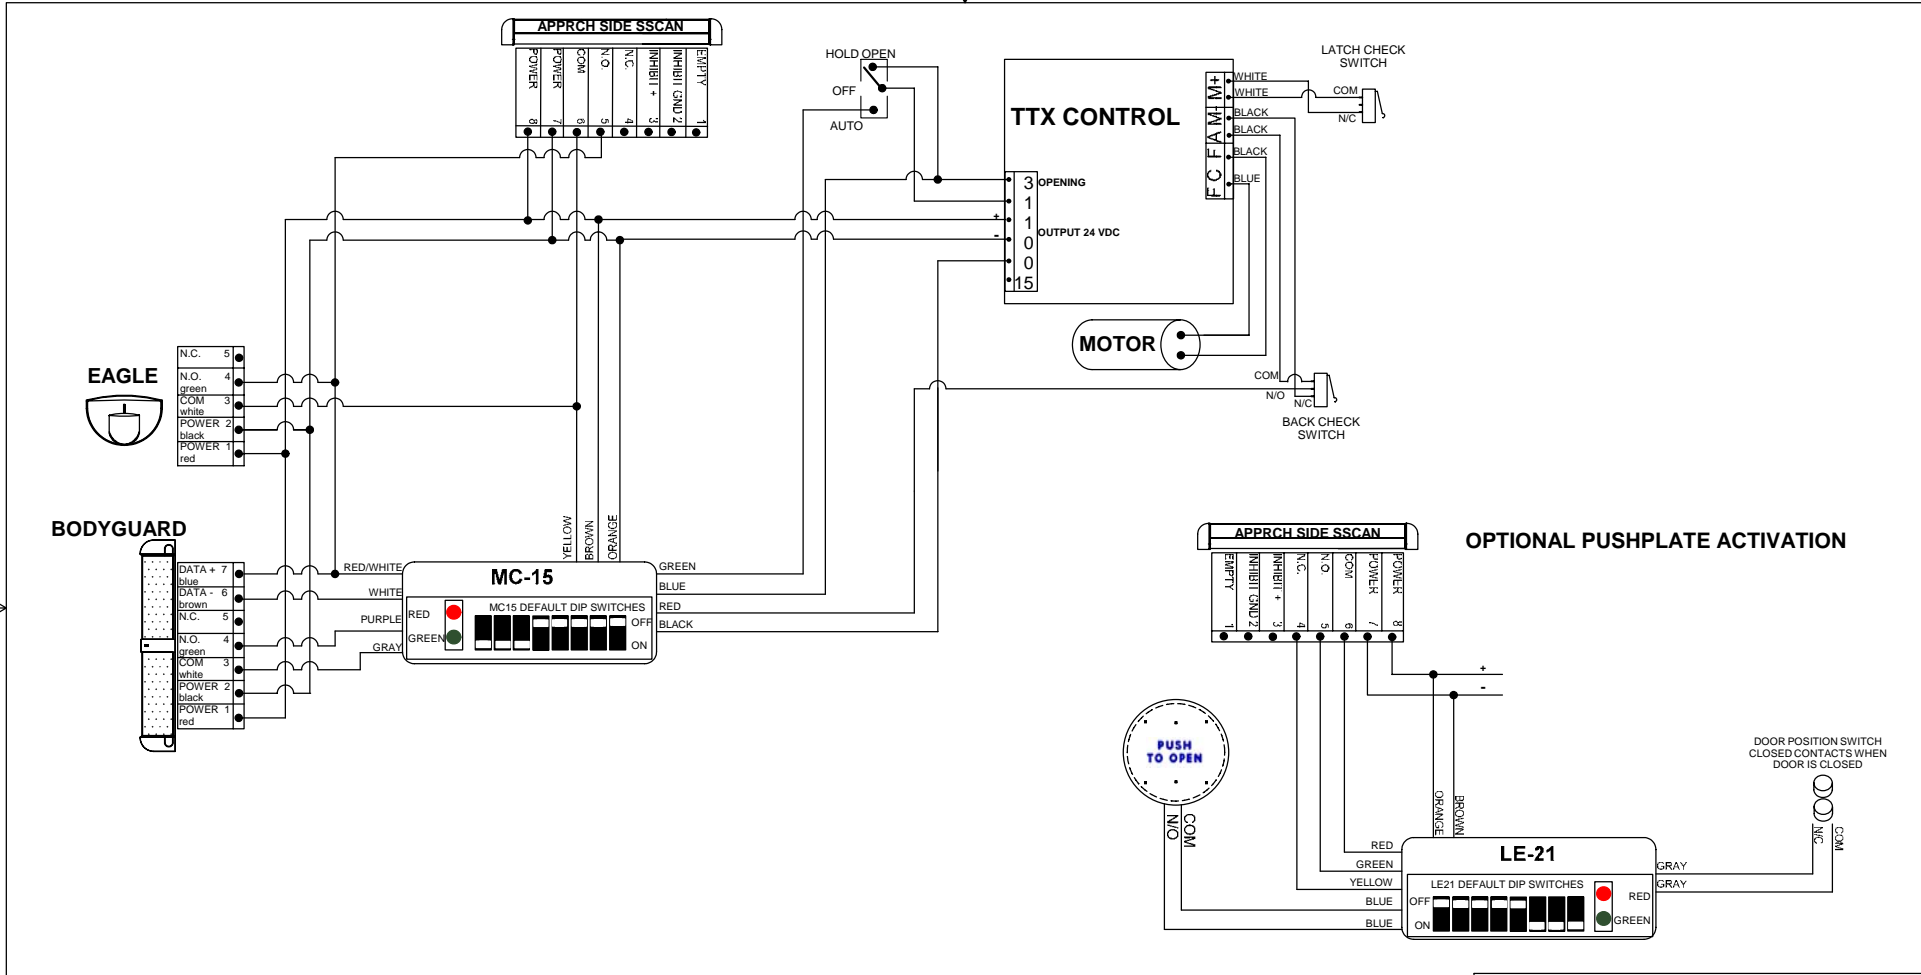 APPRCH SIDE SSCAN
POWER 8
POWER 7
COM 6
N.O. 5
N.C. 4
INHIBIT + 3
INHIBIT GND 2
EMPTY 1
HOLD OPEN
OFF
AUTO
TTX CONTROL
M+
M-
A
F
C
F
WHITE
WHITE
BLACK
BLACK
BLACK
BLUE
LATCH CHECK
SWITCH
COM
N/C
3 OPENING
1
+ 1
OUTPUT 24 VDC
- 0
0
15
MOTOR
COM
N/O
N/C
BACK CHECK
SWITCH
EAGLE
N.C. 5
N.O. 4
green
COM 3
white
POWER 2
black
POWER 1
red
BODYGUARD
DATA + 7
blue
DATA - 6
brown
N.C. 5
N.O. 4
green
COM 3
white
POWER 2
black
POWER 1
red
YELLOW
BROWN
ORANGE
RED/WHITE
WHITE
PURPLE
GRAY
MC-15
MC15 DEFAULT DIP SWITCHES
RED
GREEN
OFF
ON
GREEN
BLUE
RED
BLACK
OPTIONAL PUSHPLATE ACTIVATION
APPRCH SIDE SSCAN
EMPTY 1
INHIBIT GND 2
INHIBIT + 3
N.C. 4
N.O. 5
COM 6
POWER 7
POWER 8
+
-
PUSH
TO OPEN
N/O
COM
ORANGE
BROWN
DOOR POSITION SWITCH
CLOSED CONTACTS WHEN
DOOR IS CLOSED
N/C
COM
RED
GREEN
YELLOW
BLUE
BLUE
LE-21
LE21 DEFAULT DIP SWITCHES
OFF
ON
RED
GREEN
GRAY
GRAY